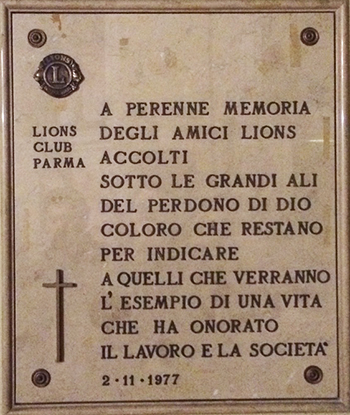 A PERENNE MEMORIA
DEGLI AMICI LIONS
ACCOLTI
SOTTO LE GRANDI ALI
DEL PERDONO DI DIO
COLORO CHE RESTANO
PER INDICARE
A QUELLI CHE VERRANNO
L'ESEMPIO DI UNA VITA
CHE HA ONORATO
IL LAVORO E LA SOCIETA'
2·11·1977
LIONS
CLUB
PARMA
L